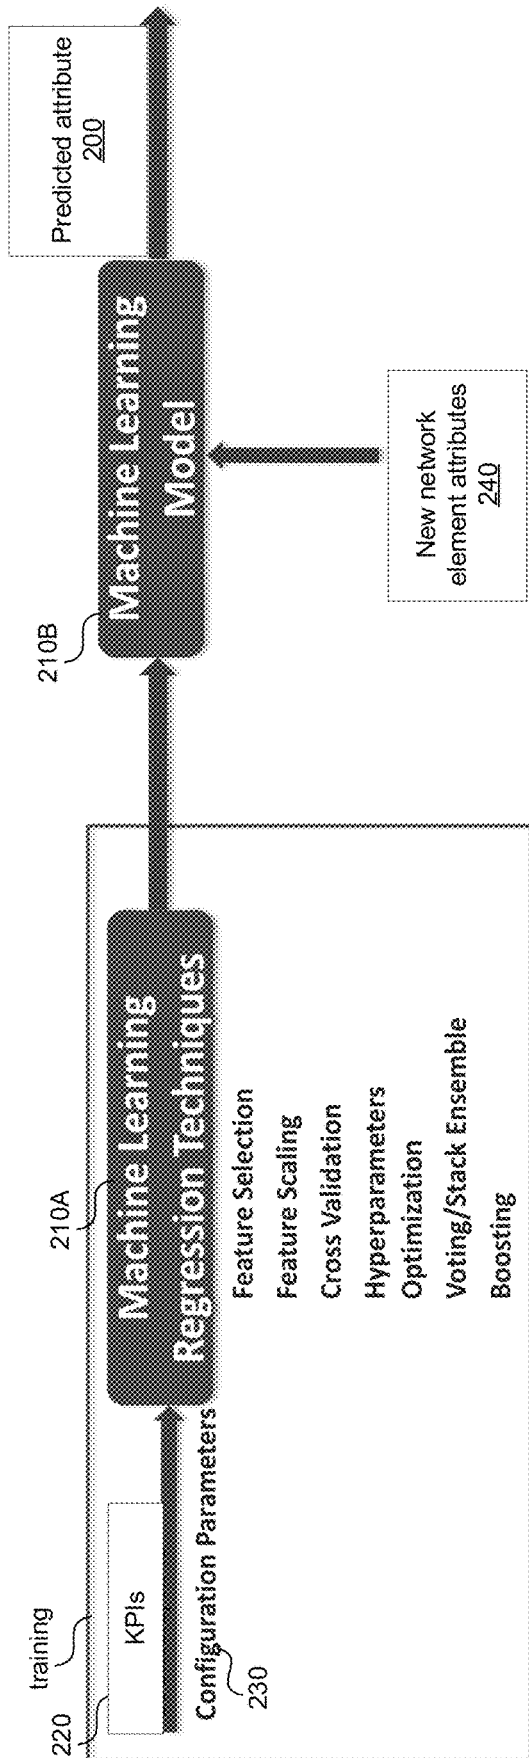 training
220
KPIs
Configuration Parameters
230
210A
Machine Learning
Regression Techniques
Feature Selection
Feature Scaling
Cross Validation
Hyperparameters
Optimization
Voting/Stack Ensemble
Boosting
210B
Machine Learning
Model
New network
element attributes
240
Predicted attribute
200